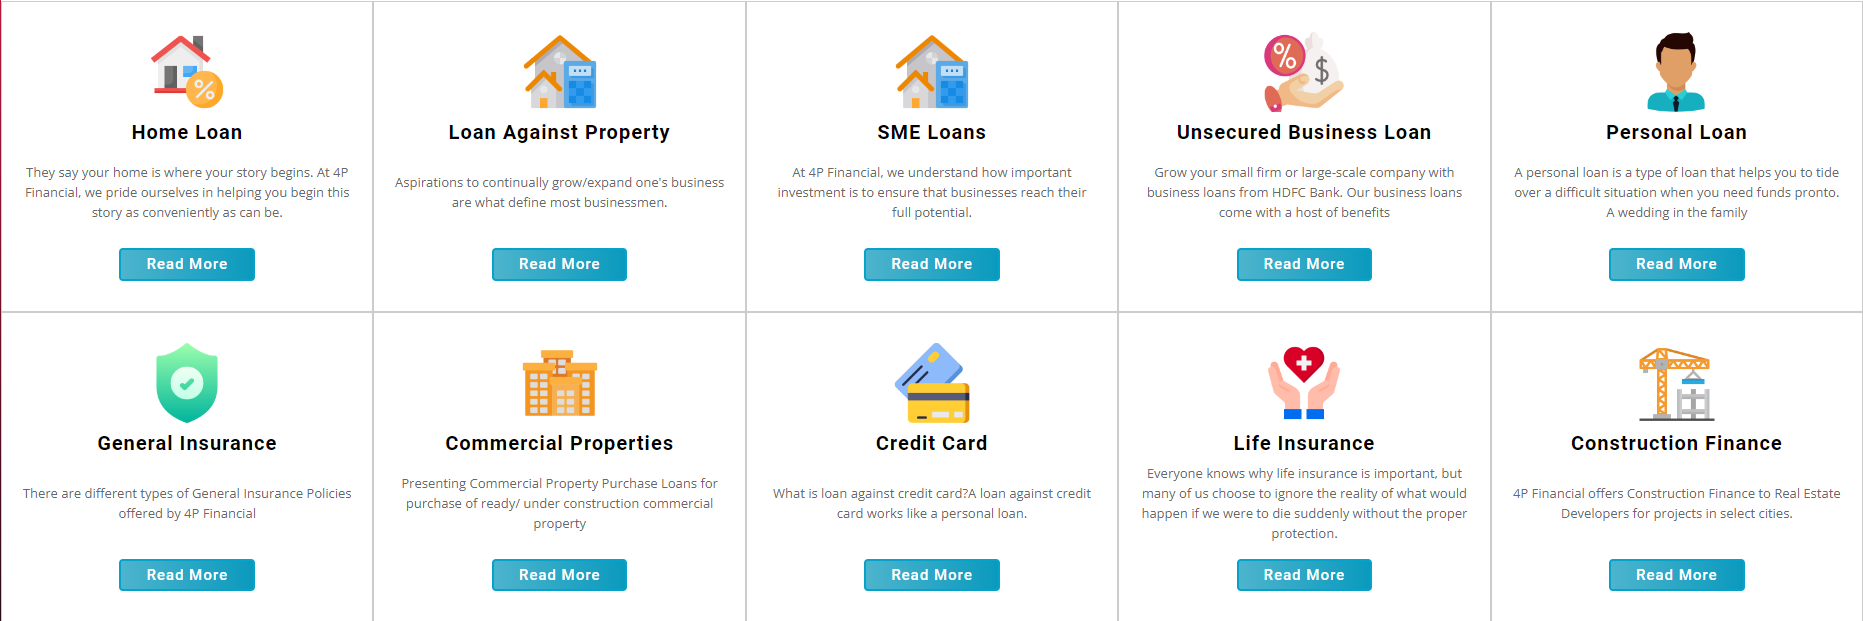 Home Loan
They say your home is where your story begins. At 4P
Financial, we pride ourselves in helping you begin this
story as conveniently as can be.
Read More
Loan Against Property
Aspirations to continually grow/expand one's business
are what define most businessmen.
Read More
SME Loans
At 4P Financial, we understand how important
investment is to ensure that businesses reach their
full potential.
Read More
%
$
Unsecured Business Loan
Grow your small firm or large-scale company with
business loans from HDFC Bank. Our business loans
come with a host of benefits
Read More
Personal Loan
A personal loan is a type of loan that helps you to tide
over a difficult situation when you need funds pronto.
A wedding in the family
Read More
General Insurance
There are different types of General Insurance Policies
offered by 4P Financial
Read More
Commercial Properties
Presenting Commercial Property Purchase Loans for
purchase of ready/ under construction commercial
property
Read More
Credit Card
What is loan against credit card?A loan against credit
card works like a personal loan.
Read More
Life Insurance
Everyone knows why life insurance is important, but
many of us choose to ignore the reality of what would
happen if we were to die suddenly without the proper
protection.
Read More
Construction Finance
4P Financial offers Construction Finance to Real Estate
Developers for projects in select cities.
Read More